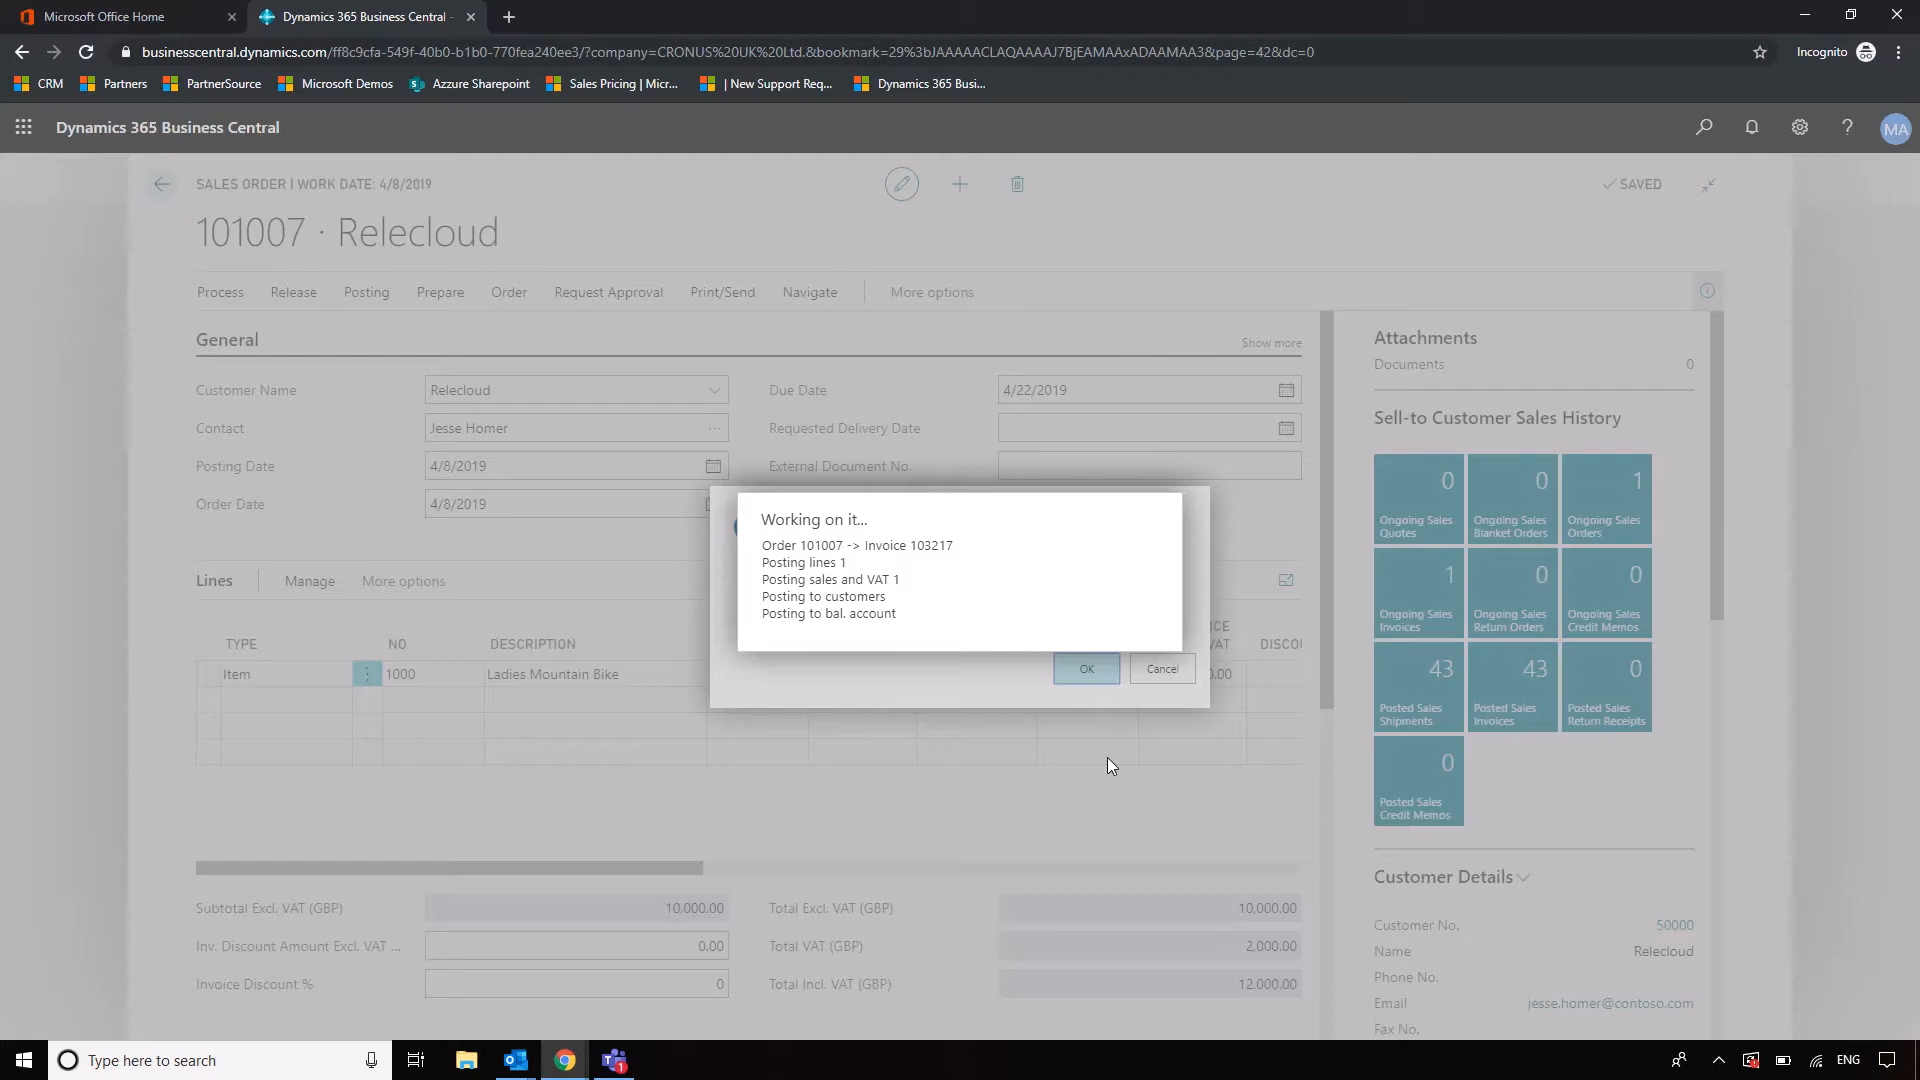 Microsoft Office Home
Dynamics 365 Business Central -
businesscentral.dynamics.com/ff8c9cfa-549f-40b0-b1b0-770fea240ee3/?company=CRONUS%20UK%20Ltd.&bookmark=29%3bJAAAAACLAQAAAAJ7BjEAMAAxADAAMAA3&page=42&dc=0
Incognito
CRM
Partners
PartnerSource
Microsoft Demos
Azzure Sharepoint
Sales Pricing | Micr...
| New Support Req...
Dynamics 365 Busi...
Dynamics 365 Business Central
MA
SALES ORDER | WORK DATE: 4/8/2019
SAVED
101007 · Relecloud
Process Release Posting Prepare Order Request Approval Print/Send Navigate More options
General
Show more
Customer Name Relecloud
Due Date 4/22/2019
Contact Jesse Homer
Requested Delivery Date
Posting Date 4/8/2019
External Document No.
Order Date 4/8/2019
Working on it...
Order 101007 -> Invoice 103217
Posting lines 1
Posting sales and VAT 1
Posting to customers
Posting to bal. account
OK Cancel
Lines Manage More options
TYPE NO. DESCRIPTION
ICE
VAT
DISCOU
Item 1000 Ladies Mountain Bike
0.00
Subtotal Excl. VAT (GBP) 10,000.00
Total Excl. VAT (GBP) 10,000.00
Inv. Discount Amount Excl. VAT ... 0.00
Total VAT (GBP) 2,000.00
Invoice Discount % 0
Total Incl. VAT (GBP) 12,000.00
Attachments
Documents 0
Sell-to Customer Sales History
0
Ongoing Sales
Quotes
0
Ongoing Sales
Blanket Orders
1
Ongoing Sales
Orders
1
Ongoing Sales
Invoices
0
Ongoing Sales
Return Orders
0
Ongoing Sales
Credit Memos
43
Posted Sales
Shipments
43
Posted Sales
Invoices
0
Posted Sales
Return Receipts
0
Posted Sales
Credit Memos
Customer Details
Customer No. 50000
Name Relecloud
Phone No.
Email jesse.homer@contoso.com
Fax No.
Type here to search
1
ENG